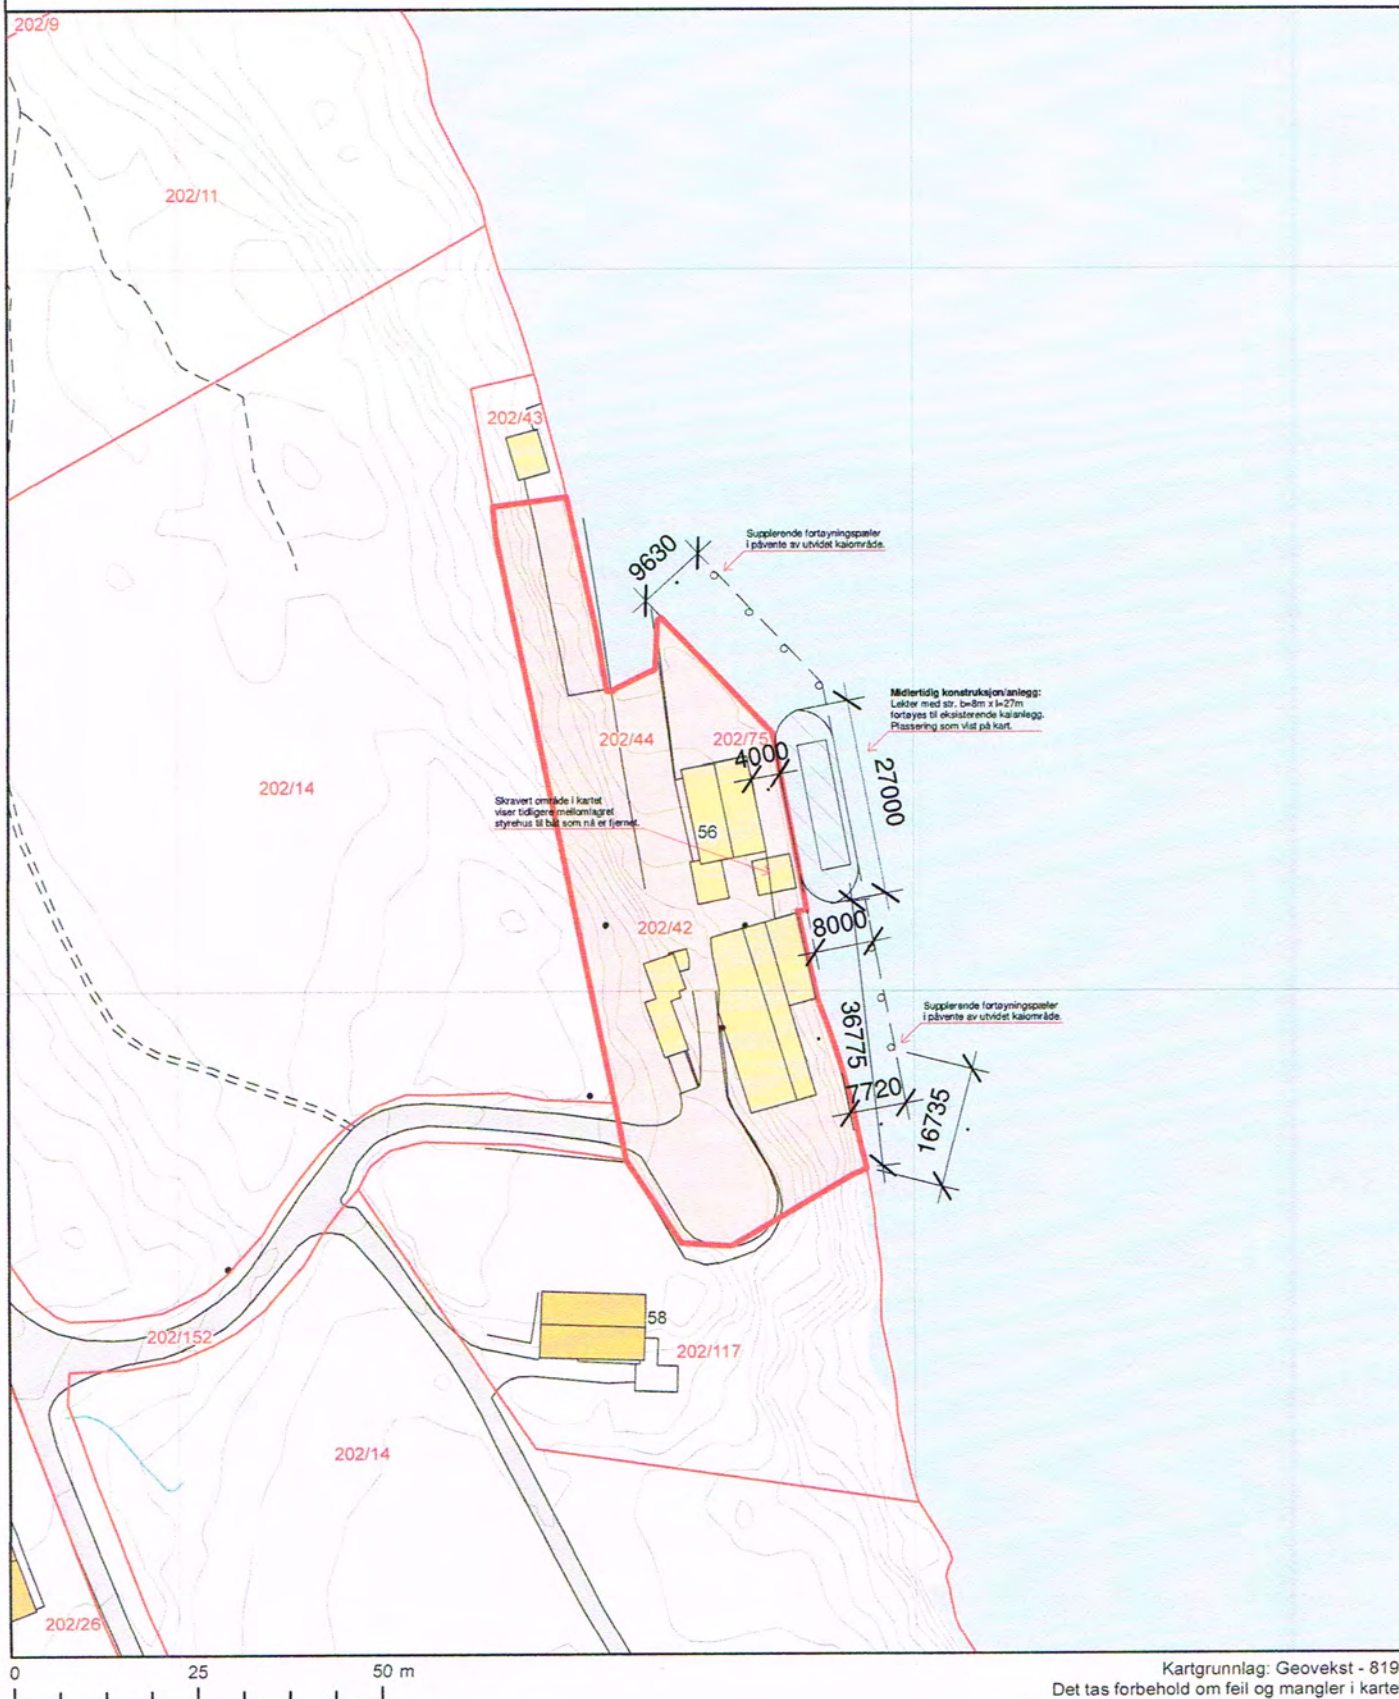 202/9
202/11
202/43
Supplerende fortøyningspæler
i påvente av utvidet kaiområde.
9630
Midlertidig konstruksjon/anlegg:
Lekter med str. b=8m x l=27m
fortøyes til eksisterende kaianlegg.
Plassering som vist på kart.
202/44
202/75
4000
27000
202/14
Skravert område i kartet
viser tidligere mellomlagret
styrehus til båt som nå er fjernet.
56
202/42
8000
Supplerende fortøyningspæler
i påvente av utvidet kaiområde.
36775
7720
16735
58
202/152
202/117
202/14
202/26
0 25 50 m
Kartgrunnlag: Geovekst - 819
Det tas forbehold om feil og mangler i karte